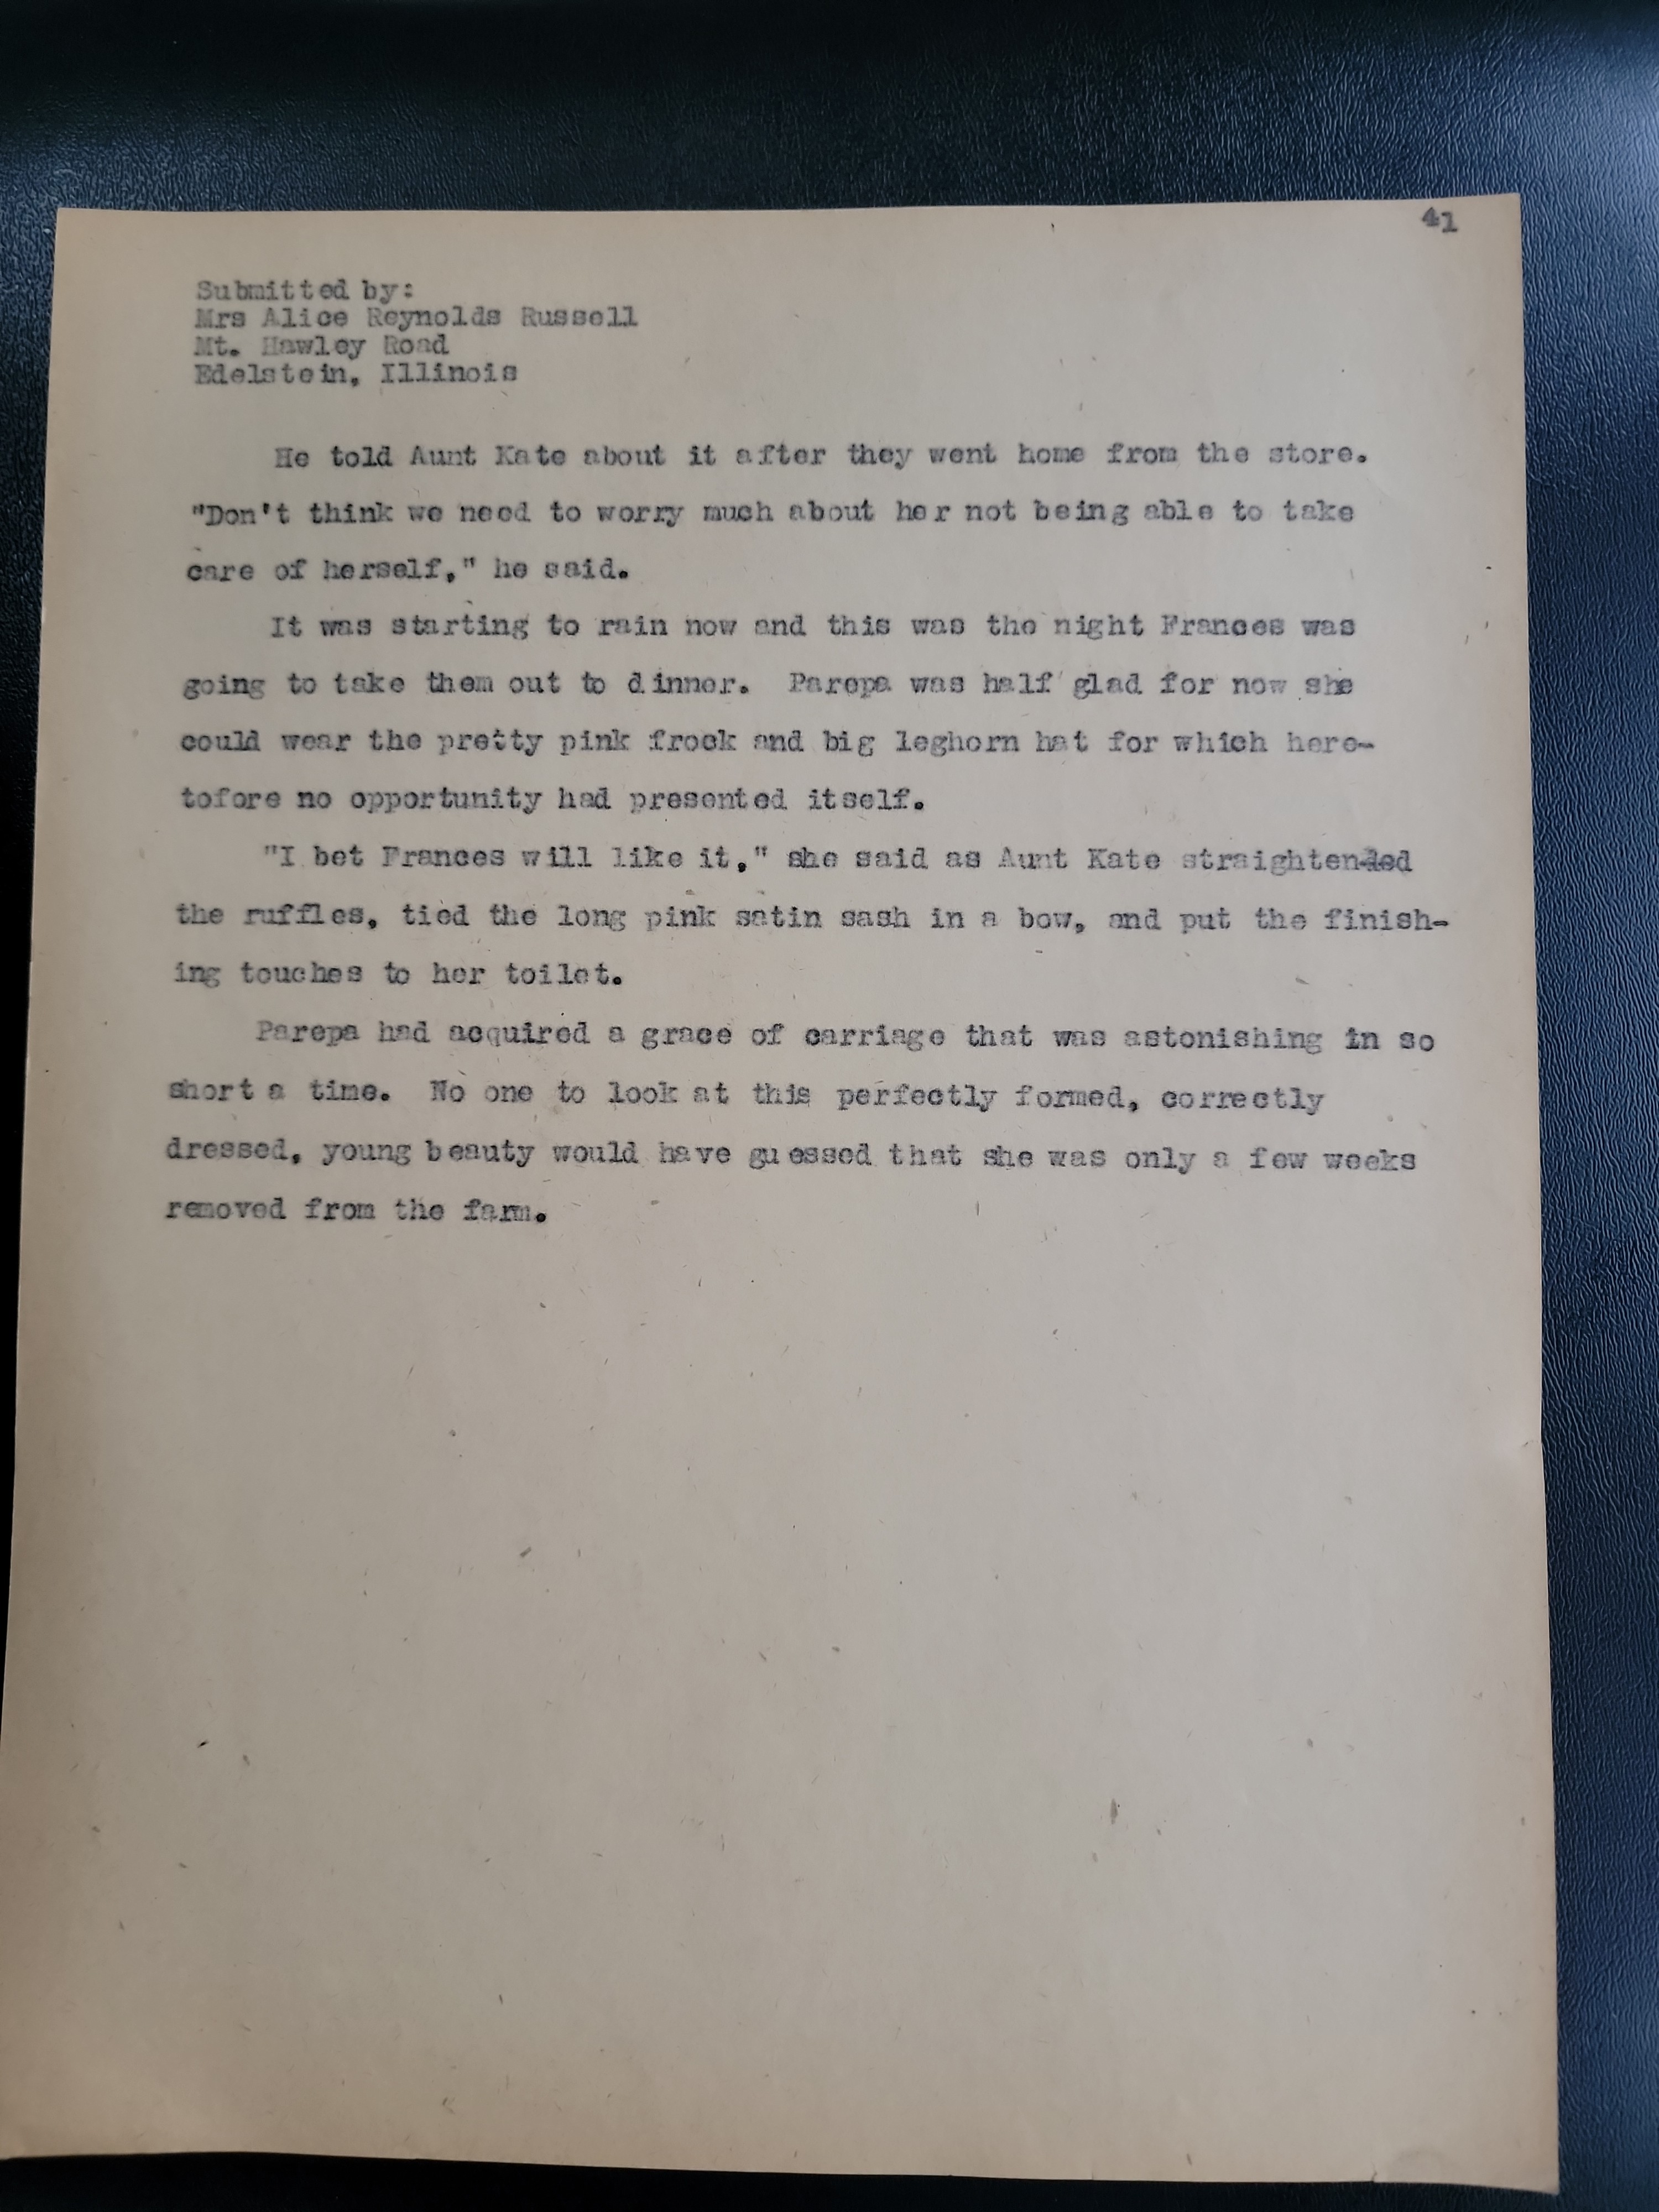 41
Submitted by:
Mrs Alice Reynolds Russell
Mt. Hawley Road
Edelstein, Illinois
He told Aunt Kate about it after they went home from the store.
"Don't think we need to worry much about her not being able to take
care of herself," he said.
It was starting to rain now and this was the night Frances was
going to take them out to dinner. Parepa was half glad for now she
could wear the pretty pink frock and big leghorn hat for which here-
tofore no opportunity had presented itself.
"I bet Frances will like it," she said as Aunt Kate straightened
the ruffles, tied the long pink satin sash in a bow, and put the finish-
ing touches to her toilet.
Parepa had acquired a grace of carriage that was astonishing in so
short a time. No one to look at this perfectly formed, correctly
dressed, young beauty would have guessed that she was only a few weeks
removed from the farm.